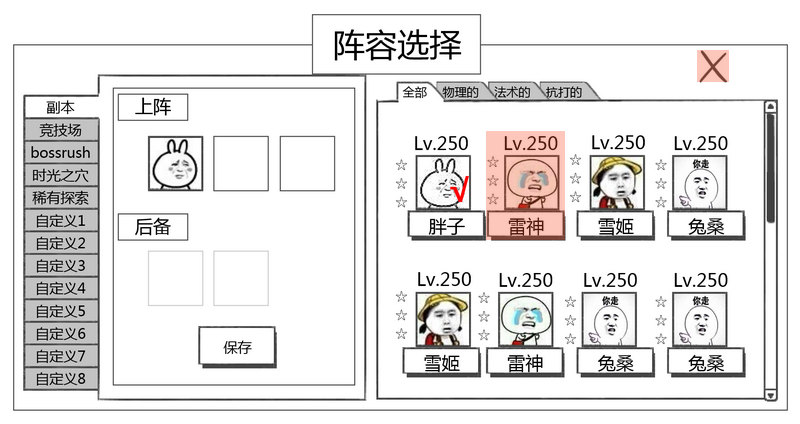 阵容选择
副本
竞技场
bossrush
时光之穴
稀有探索
自定义1
自定义2
自定义3
自定义4
自定义5
自定义6
自定义7
自定义8
上阵
后备
保存
全部 物理的 法术的 抗打的
Lv.250 Lv.250 Lv.250 Lv.250
你走
胖子 雷神 雪姬 兔桑
Lv.250 Lv.250 Lv.250 Lv.250
你走 你走
雪姬 雷神 兔桑 兔桑